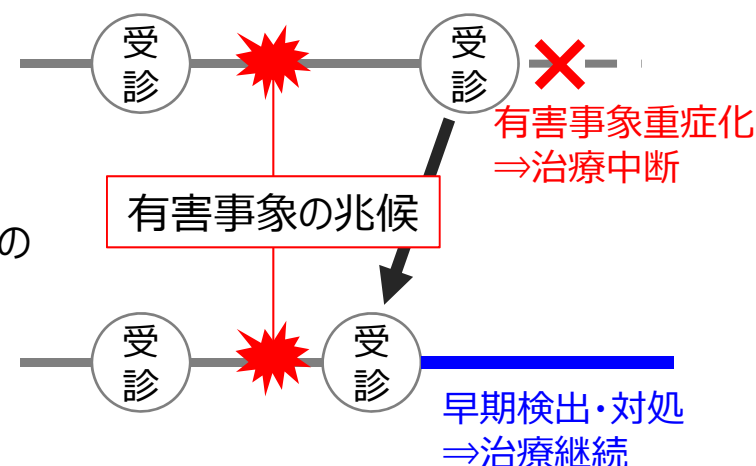 受
診
受
診
有害事象重症化
⇒治療中断
有害事象の兆候
の
受
診
受
診
早期検出・対処
⇒治療継続